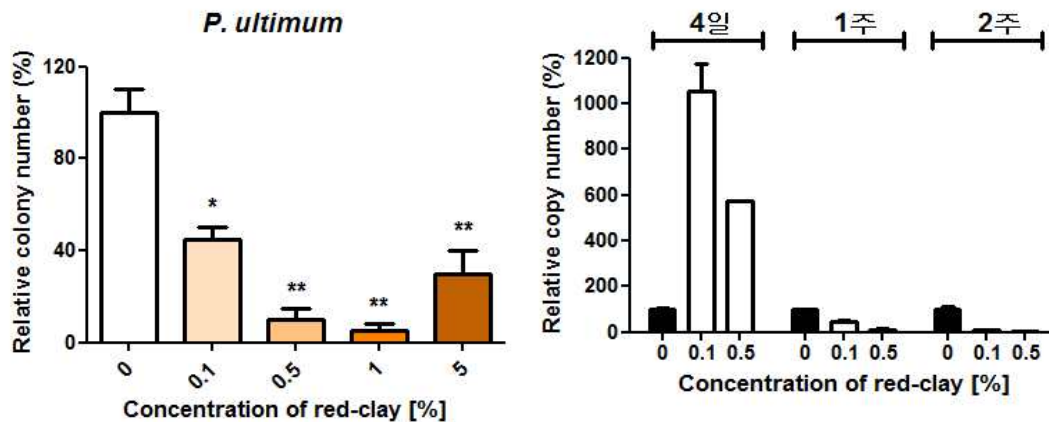 P. ultimum
Relative colony number (%)
120
80
40
0
*
**
**
**
0
0.1
0.5
1
5
Concentration of red-clay [%]
4일
1주
2주
Relative copy number (%)
1200
1000
800
600
400
200
0
0 0.1 0.5 0 0.1 0.5 0 0.1 0.5
Concentration of red-clay [%]